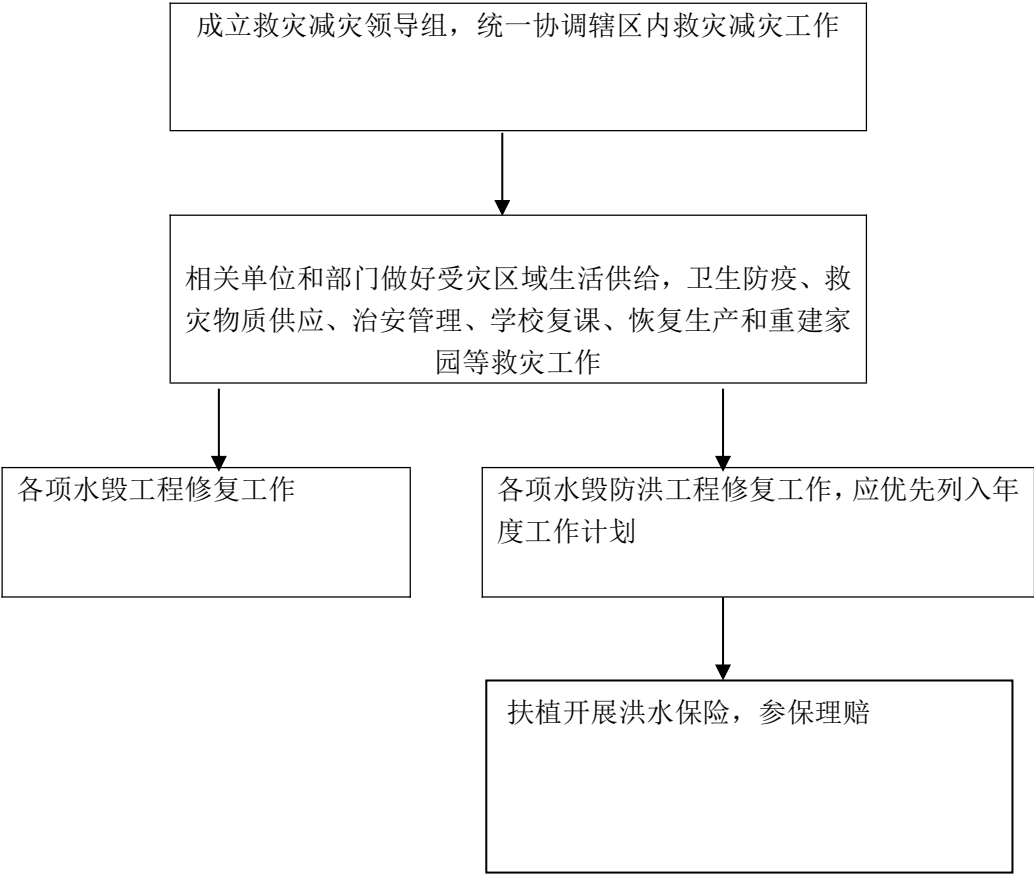 成立救灾减灾领导组，统一协调辖区内救灾减灾工作
相关单位和部门做好受灾区域生活供给，卫生防疫、救
灾物质供应、治安管理、学校复课、恢复生产和重建家
园等救灾工作
各项水毁工程修复工作
各项水毁防洪工程修复工作，应优先列入年
度工作计划
扶植开展洪水保险，参保理赔